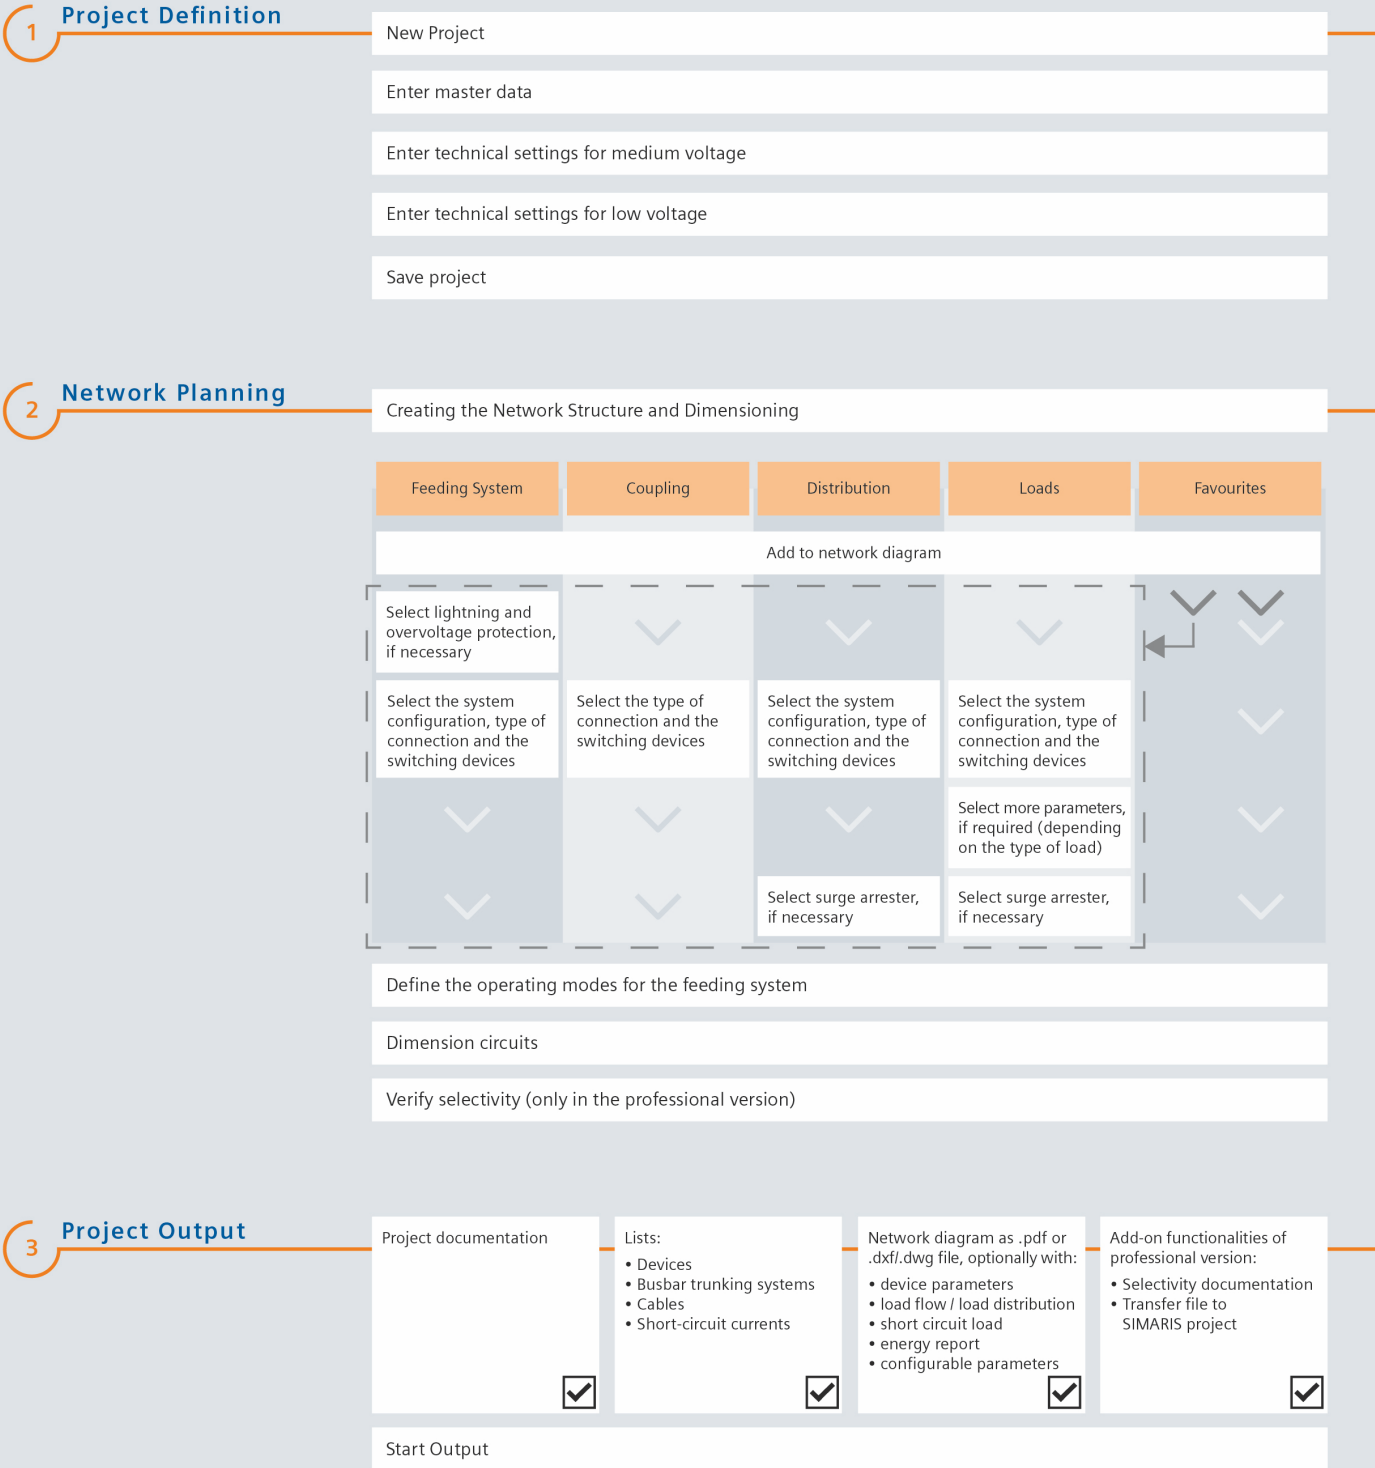 1
Project Definition
New Project
Enter master data
Enter technical settings for medium voltage
Enter technical settings for low voltage
Save project
2
Network Planning
Creating the Network Structure and Dimensioning
Feeding System
Coupling
Distribution
Loads
Favourites
Add to network diagram
Select lightning and
overvoltage protection,
if necessary
Select the system
configuration, type of
connection and the
switching devices
Select the type of
connection and the
switching devices
Select the system
configuration, type of
connection and the
switching devices
Select the system
configuration, type of
connection and the
switching devices
Select more parameters,
if required (depending
on the type of load)
Select surge arrester,
if necessary
Select surge arrester,
if necessary
Define the operating modes for the feeding system
Dimension circuits
Verify selectivity (only in the professional version)
3
Project Output
Project documentation
Lists:
• Devices
• Busbar trunking systems
• Cables
• Short-circuit currents
Network diagram as .pdf or
.dxf/.dwg file, optionally with:
• device parameters
• load flow / load distribution
• short circuit load
• energy report
• configurable parameters
Add-on functionalities of
professional version:
• Selectivity documentation
• Transfer file to
SIMARIS project
Start Output